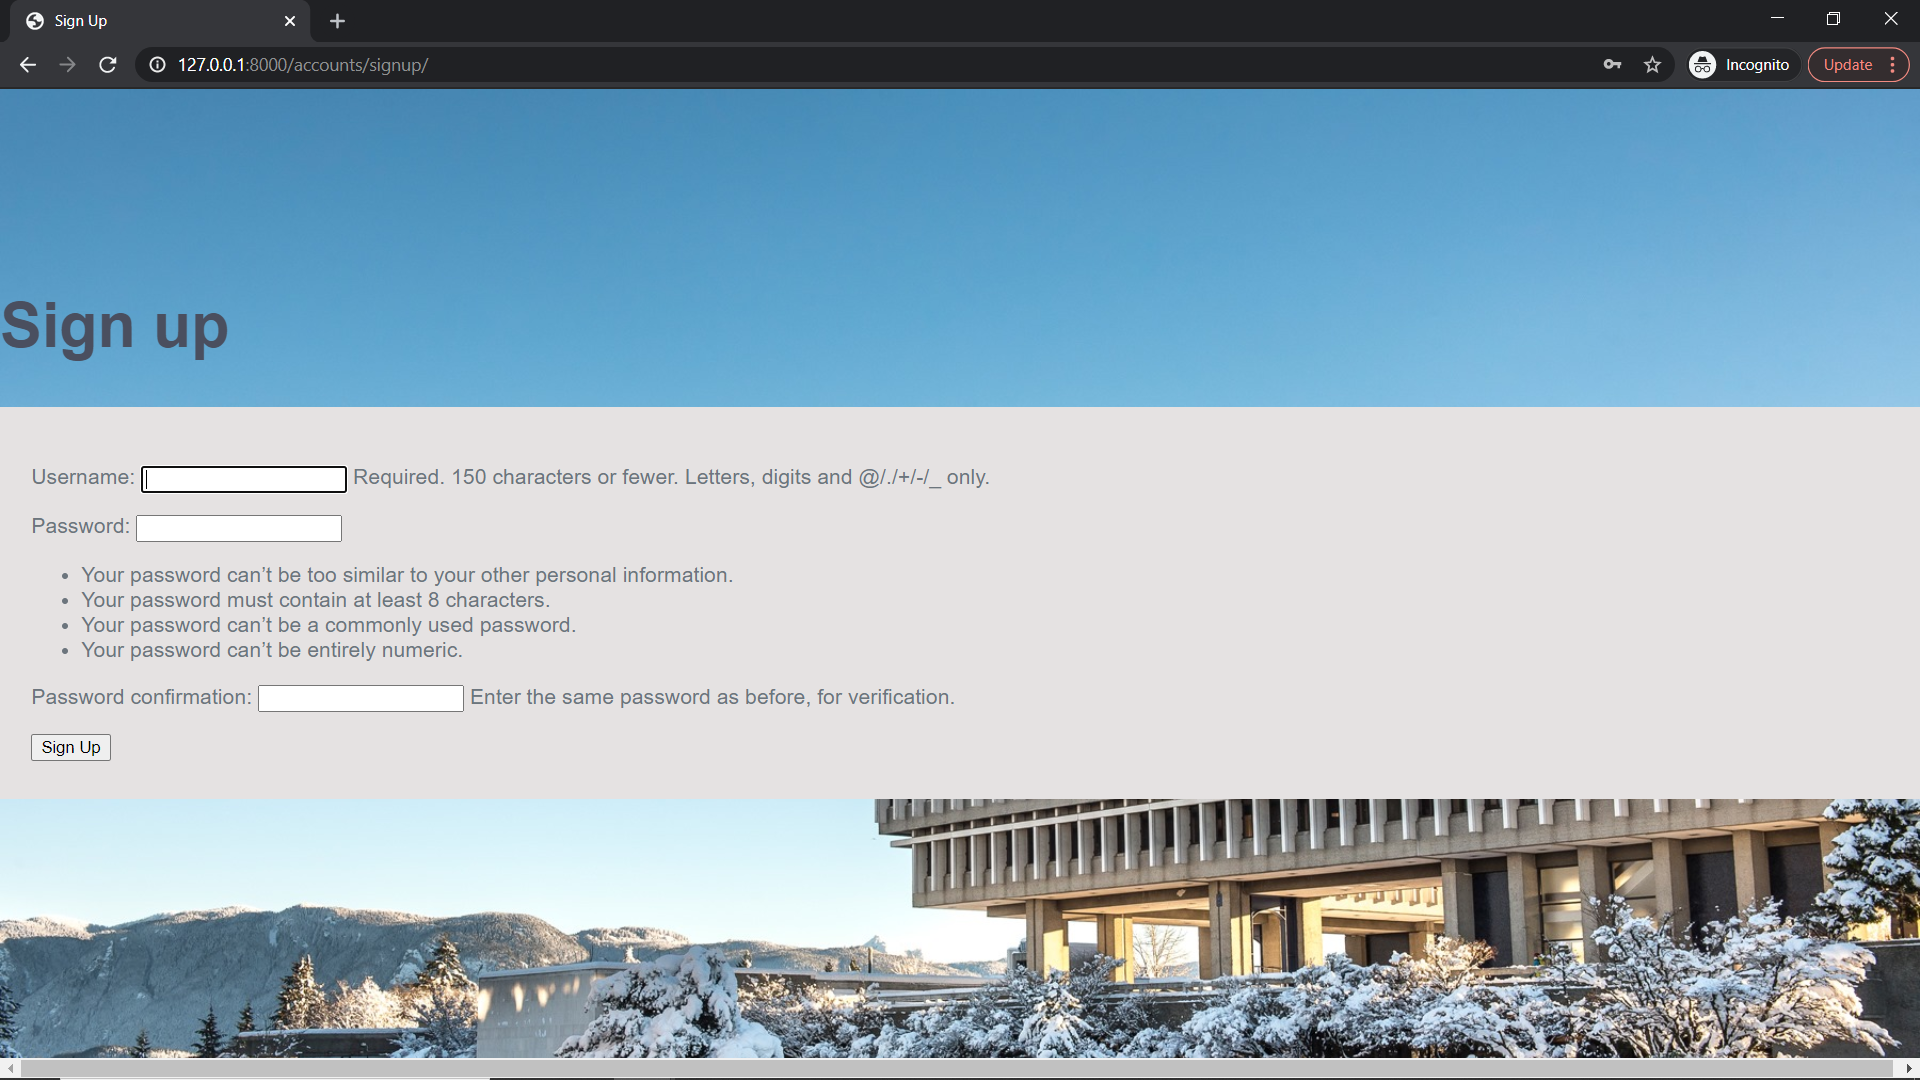 Sign Up
127.0.0.1:8000/accounts/signup/
Incognito
Update
Sign up
Username:
Required. 150 characters or fewer. Letters, digits and @/./+/-/_ only.
Password:
Your password can’t be too similar to your other personal information.
Your password must contain at least 8 characters.
Your password can’t be a commonly used password.
Your password can’t be entirely numeric.
Password confirmation:
Enter the same password as before, for verification.
Sign Up